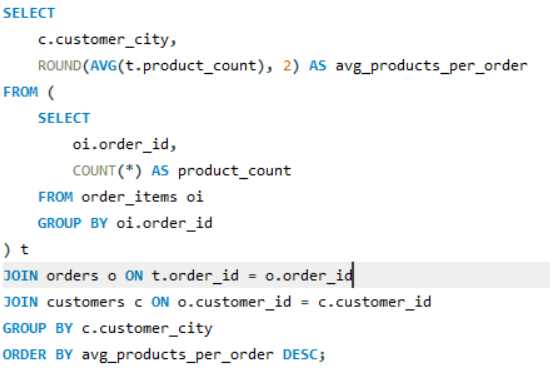 SELECT
    c.customer_city,
    ROUND(AVG(t.product_count), 2) AS avg_products_per_order
FROM (
    SELECT
        oi.order_id,
        COUNT(*) AS product_count
    FROM order_items oi
    GROUP BY oi.order_id
) t
JOIN orders o ON t.order_id = o.order_id
JOIN customers c ON o.customer_id = c.customer_id
GROUP BY c.customer_city
ORDER BY avg_products_per_order DESC;